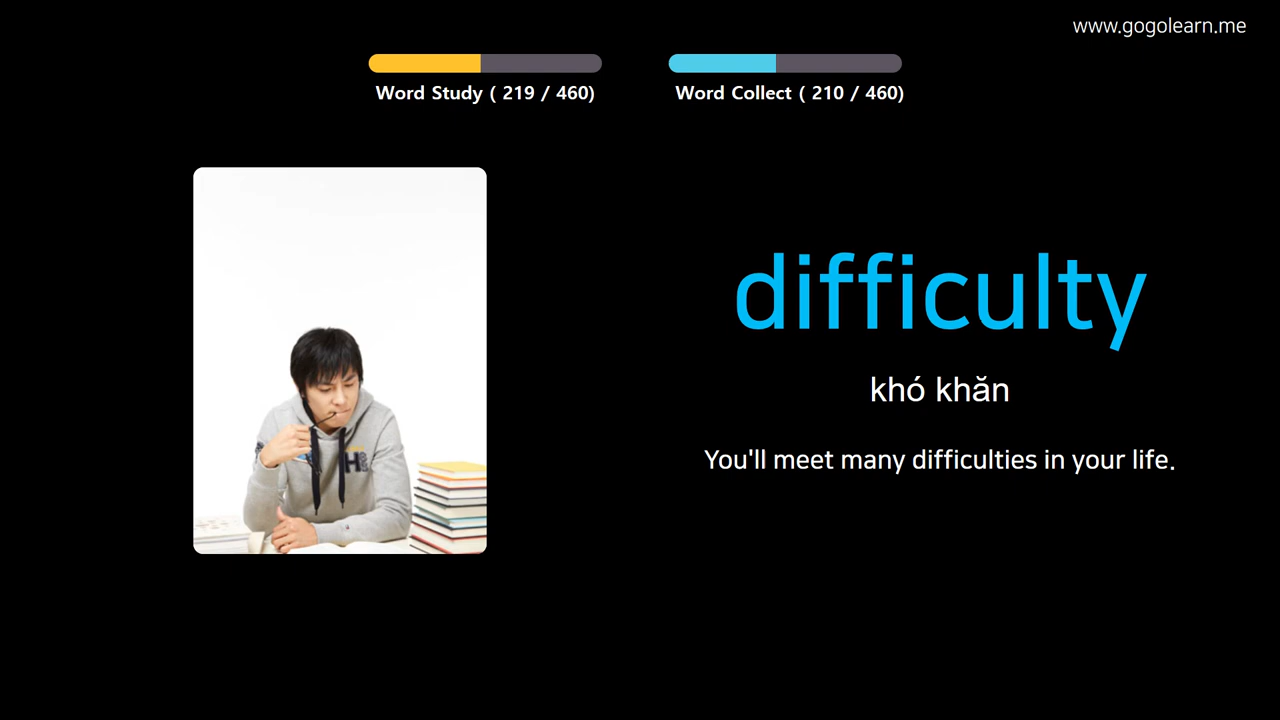 www.gogolearn.me
Word Study ( 219 / 460)
Word Collect ( 210 / 460)
difficulty
khó khăn
You'll meet many difficulties in your life.
H